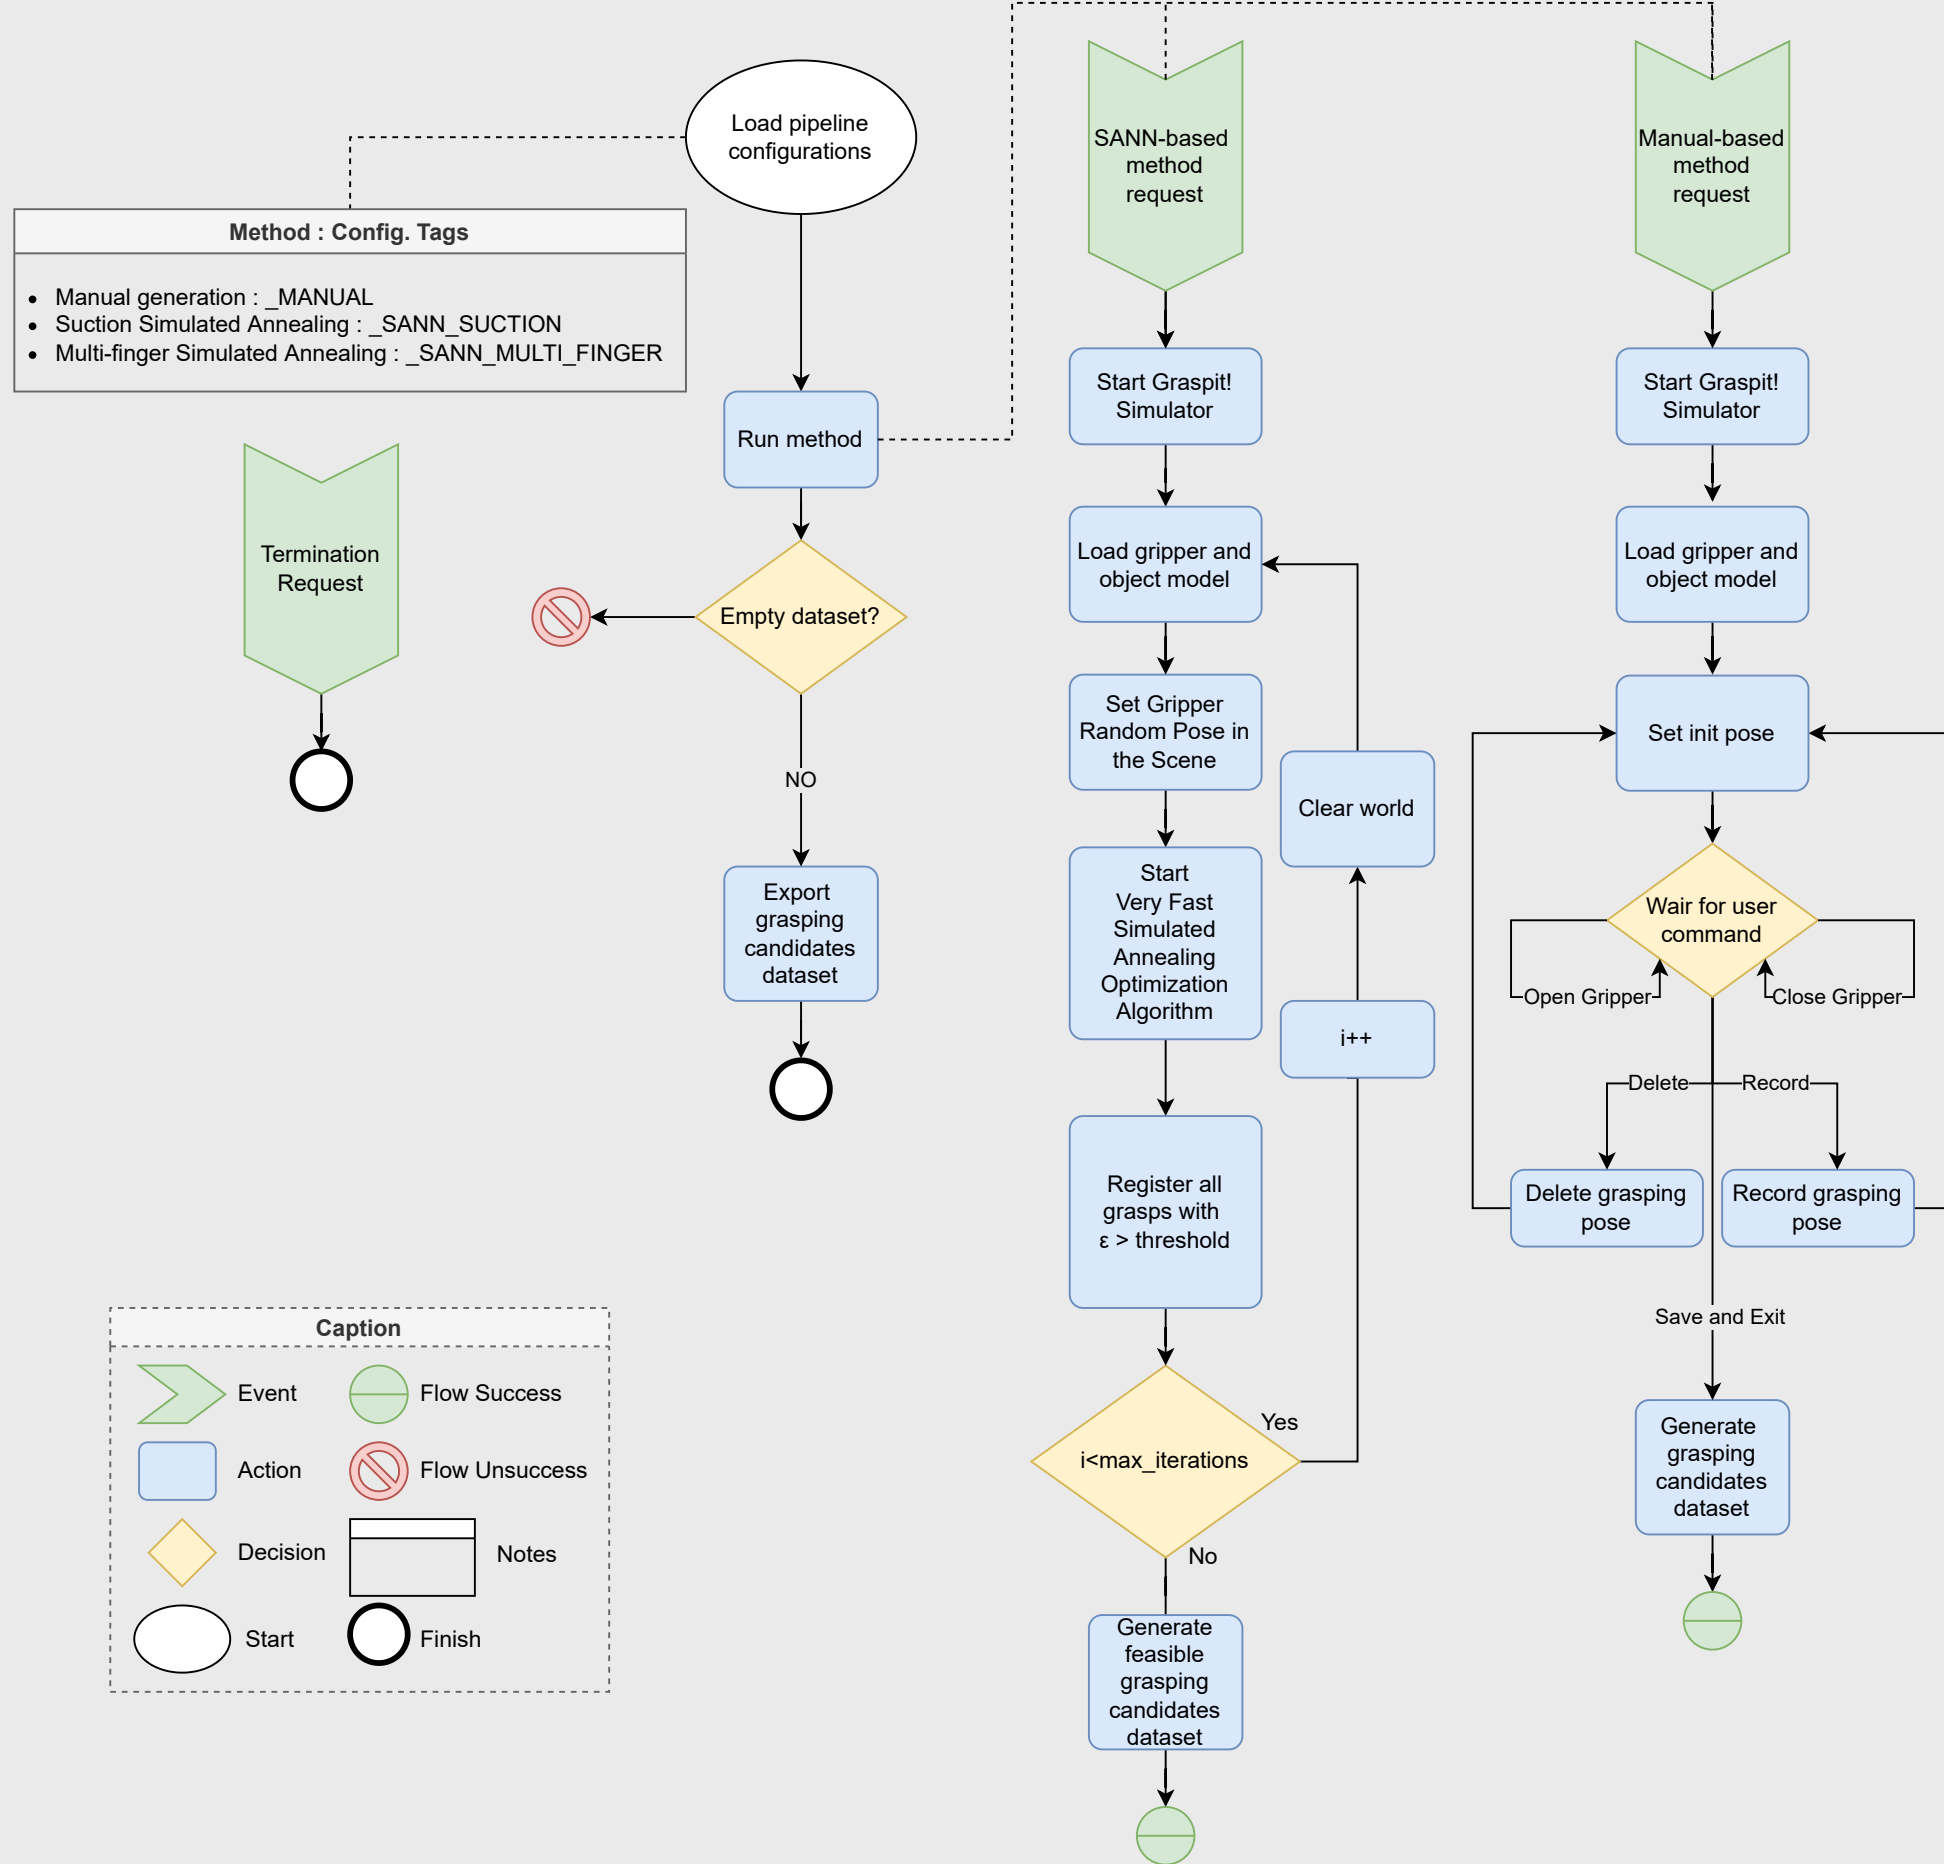 Load pipeline
configurations
Method : Config. Tags
Manual generation : _MANUAL
Suction Simulated Annealing : _SANN_SUCTION
Multi-finger Simulated Annealing : _SANN_MULTI_FINGER
Run method
Termination
Request
Empty dataset?
NO
Export
grasping
candidates
dataset
SANN-based
method
request
Start Graspit!
Simulator
Load gripper and
object model
Set Gripper
Random Pose in
the Scene
Clear world
Start
Very Fast
Simulated
Annealing
Optimization
Algorithm
i++
Register all
grasps with
ε > threshold
Yes
i<max_iterations
No
Generate
feasible
grasping
candidates
dataset
Manual-based
method
request
Start Graspit!
Simulator
Load gripper and
object model
Set init pose
Wair for user
command
Open Gripper
Close Gripper
Delete
Record
Delete grasping
pose
Record grasping
pose
Save and Exit
Generate
grasping
candidates
dataset
Caption
Event
Flow Success
Action
Flow Unsuccess
Decision
Notes
Start
Finish